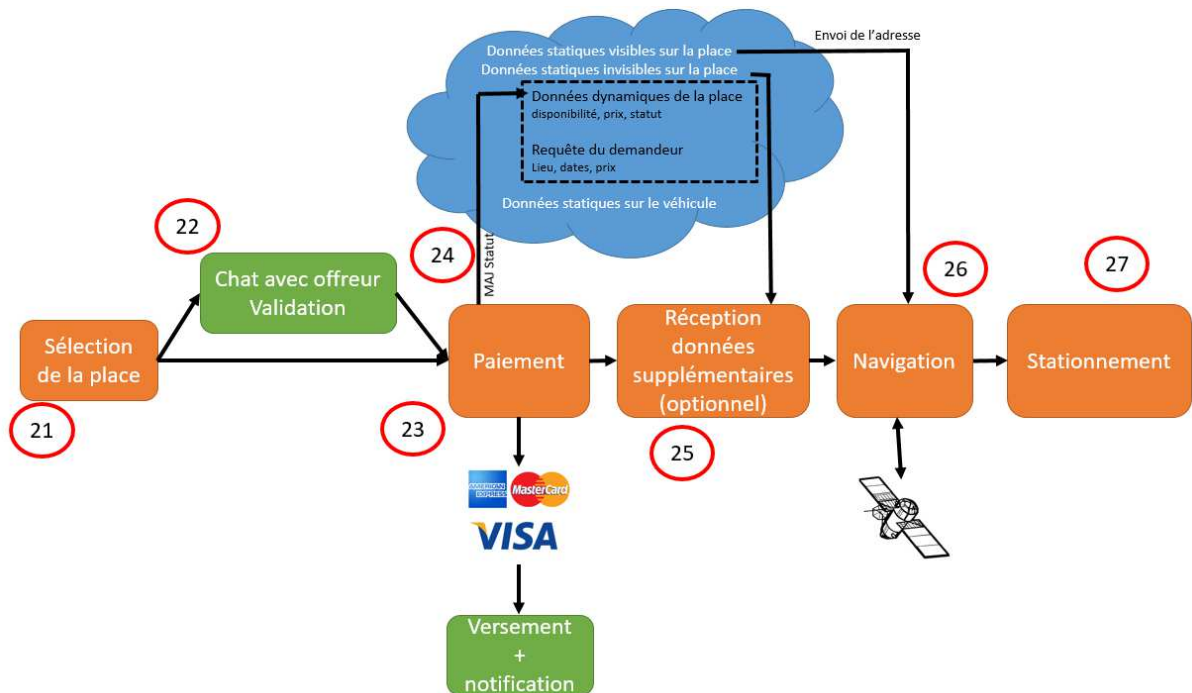 Envoi de l’adresse
Données statiques visibles sur la place
Données statiques invisibles sur la place
Données dynamiques de la place
disponibilité, prix, statut
Requête du demandeur
Lieu, dates, prix
Données statiques sur le véhicule
MAJ Statut
22
24
26
27
Chat avec offreur
Validation
Sélection
de la place
Paiement
Réception
données
supplémentaires
(optionnel)
Navigation
Stationnement
21
23
25
AMERICAN
EXPRESS
MasterCard
VISA
Versement
+
notification